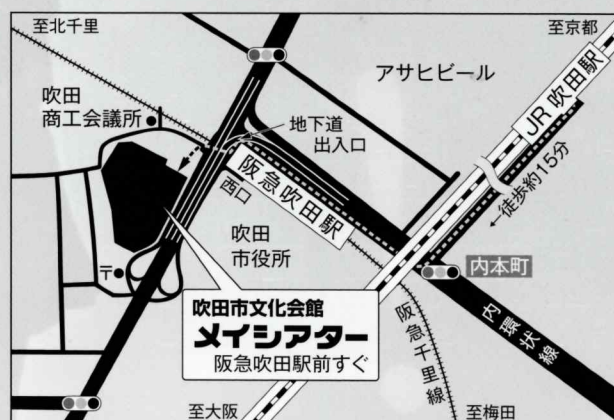 至北千里
至京都
アサヒビール
JR吹田駅
吹田
商工会議所
地下道
出入口
←徒歩約15分
阪急吹田駅
西口
吹田
市役所
〒
内本町
吹田市文化会館
メイシアター
阪急吹田駅前すぐ
阪急千里線
内環状線
至大阪
至梅田